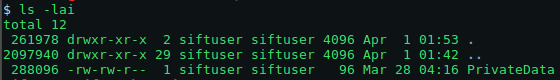 $ ls -lai
total 12
261978 drwxr-xr-x 2 siftuser siftuser 4096 Apr 1 01:53 .
2097940 drwxr-xr-x 29 siftuser siftuser 4096 Apr 1 01:42 ..
288096 -rw-rw-r-- 1 siftuser siftuser 96 Mar 28 04:16 PrivateData